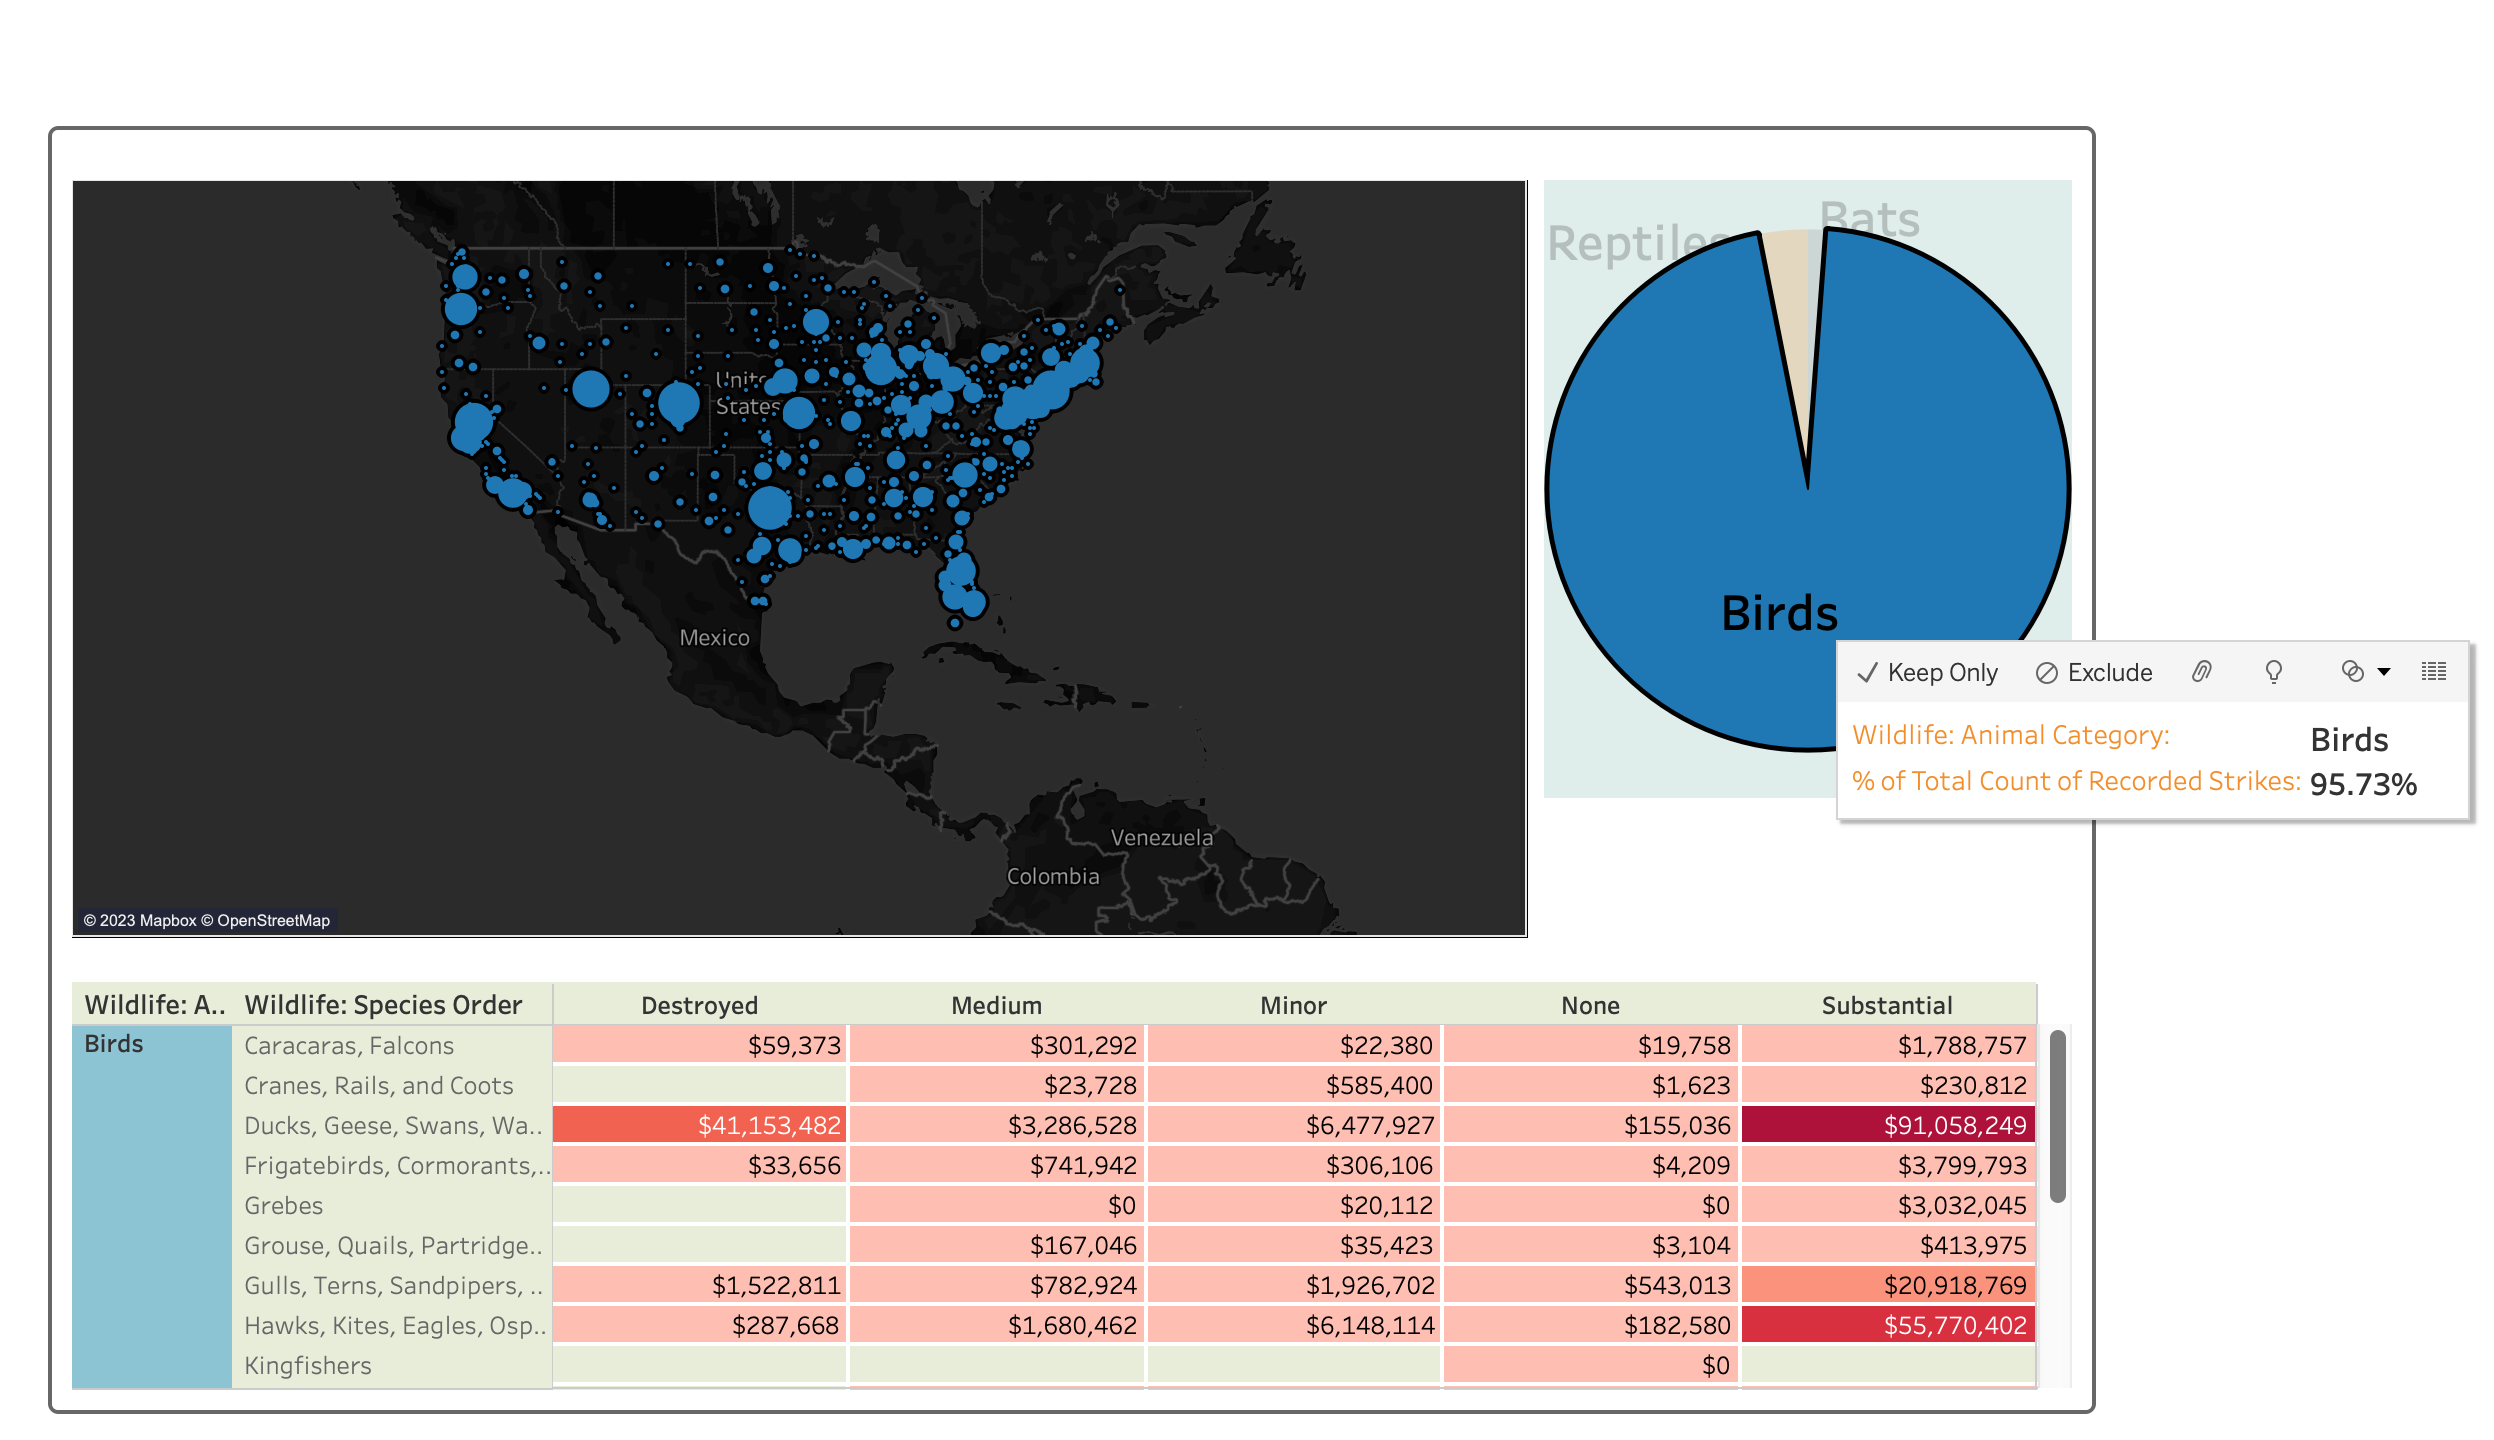 United
States
Mexico
Venezuela
Colombia
© 2023 Mapbox © OpenStreetMap
Reptiles
Bats
Birds
Keep Only Exclude
Wildlife: Animal Category: Birds
% of Total Count of Recorded Strikes: 95.73%
Wildlife: A.. Wildlife: Species Order Destroyed Medium Minor None Substantial
Birds Caracaras, Falcons $59,373 $301,292 $22,380 $19,758 $1,788,757
Cranes, Rails, and Coots $23,728 $585,400 $1,623 $230,812
Ducks, Geese, Swans, Wa.. $41,153,482 $3,286,528 $6,477,927 $155,036 $91,058,249
Frigatebirds, Cormorants,.. $33,656 $741,942 $306,106 $4,209 $3,799,793
Grebes $0 $20,112 $0 $3,032,045
Grouse, Quails, Partridge.. $167,046 $35,423 $3,104 $413,975
Gulls, Terns, Sandpipers, .. $1,522,811 $782,924 $1,926,702 $543,013 $20,918,769
Hawks, Kites, Eagles, Osp.. $287,668 $1,680,462 $6,148,114 $182,580 $55,770,402
Kingfishers $0